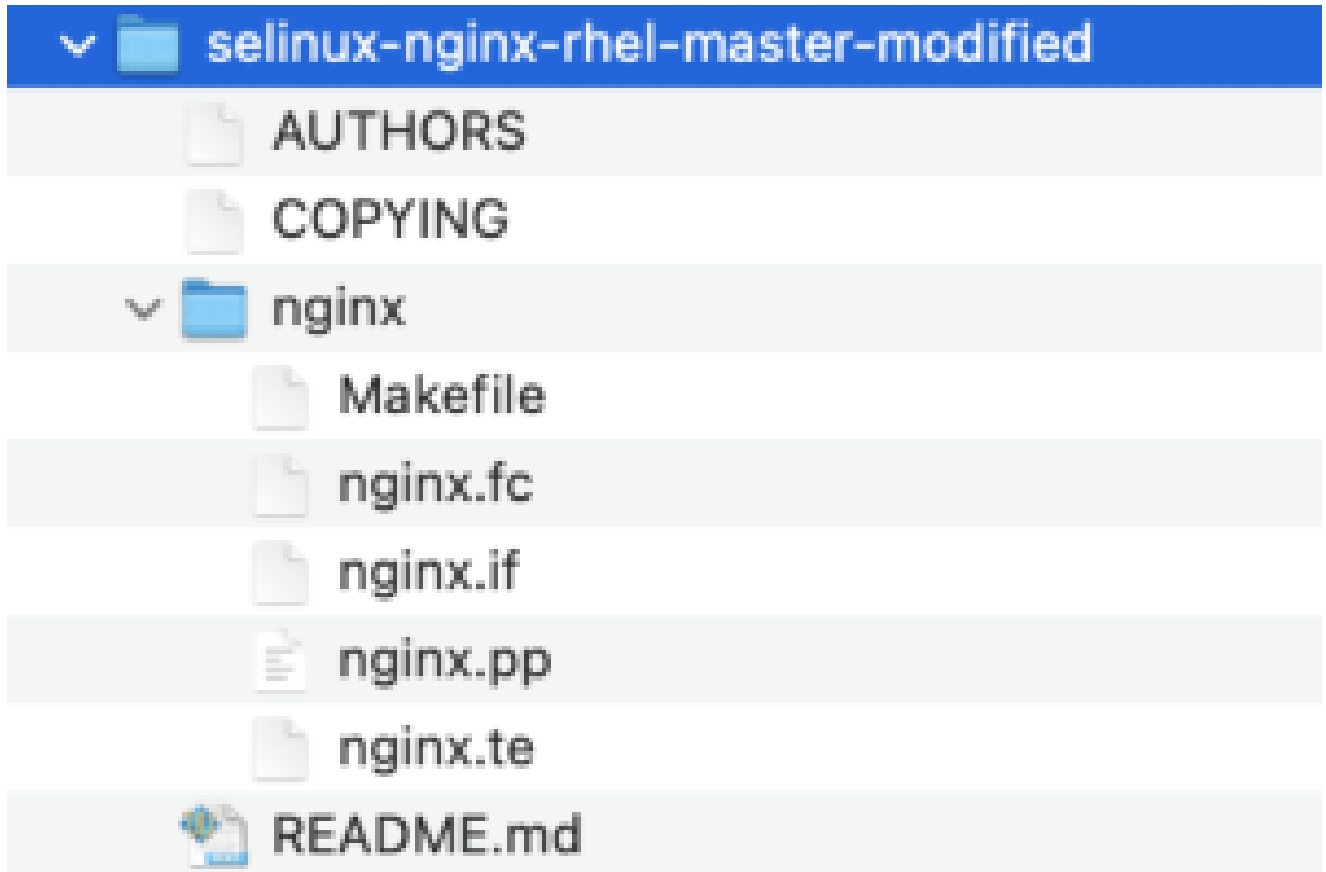 selinux-nginx-rhel-master-modified
AUTHORS
COPYING
nginx
Makefile
nginx.fc
nginx.if
nginx.pp
nginx.te
README.md